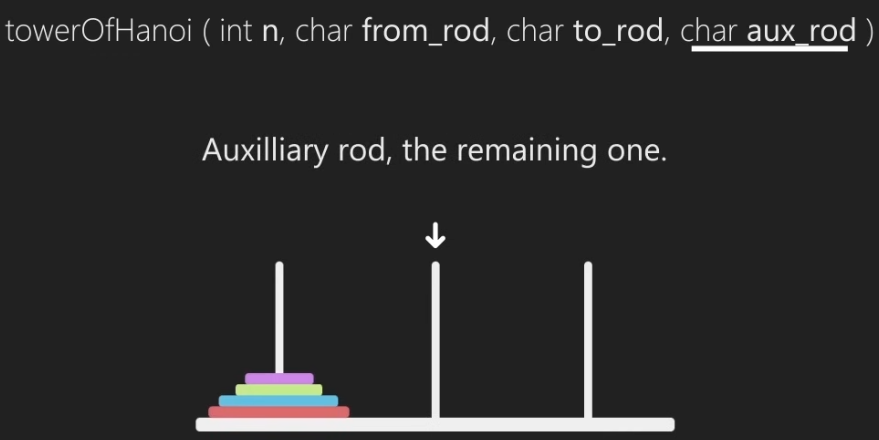 towerOfHanoi ( int n, char from_rod, char to_rod, char aux_rod )
Auxilliary rod, the remaining one.